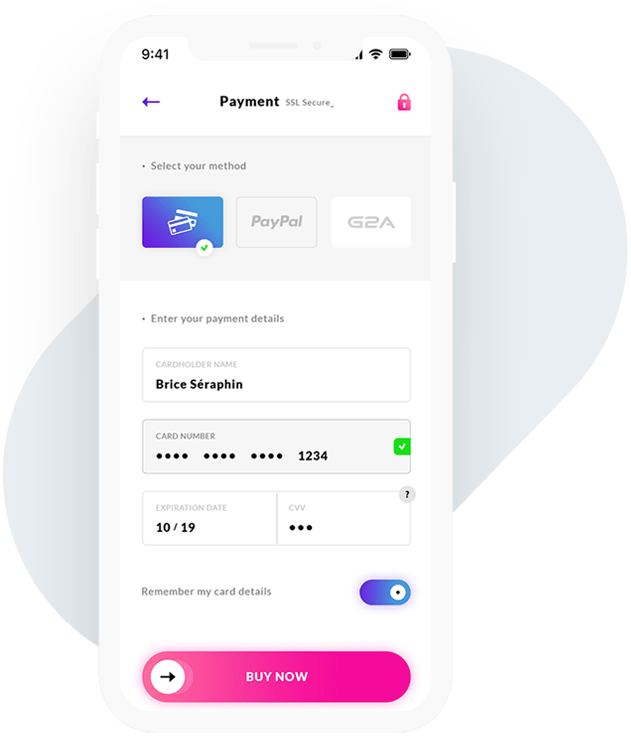 9:41
Payment SSL Secure_
· Select your method
PayPal G2A
· Enter your payment details
CARDHOLDER NAME
Brice Séraphin
CARD NUMBER
•••• •••• •••• 1234
?
EXPIRATION DATE CVV
10 / 19 •••
Remember my card details
BUY NOW